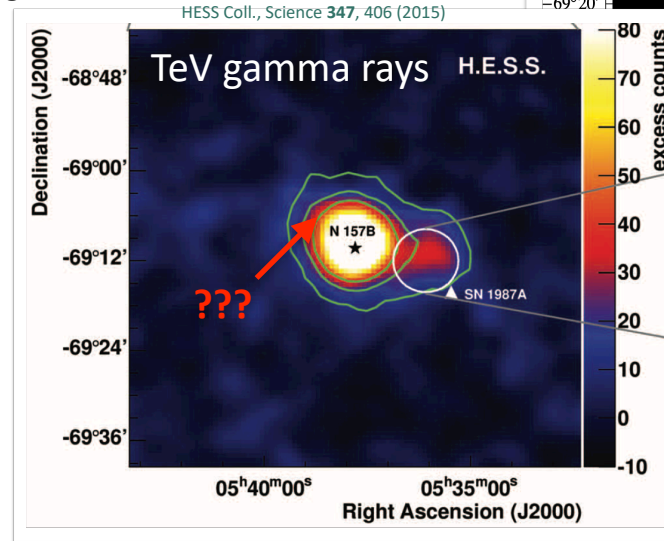 HESS Coll., Science 347, 406 (2015)
-69°20'
TeV gamma rays
H.E.S.S.
Declination (J2000)
-68°48'
-69°00'
-69°12'
-69°24'
-69°36'
N 157B
???
SN 1987A
80
70
60
50
40
30
20
10
0
-10
excess counts
05h40m00s
05h35m00s
Right Ascension (J2000)